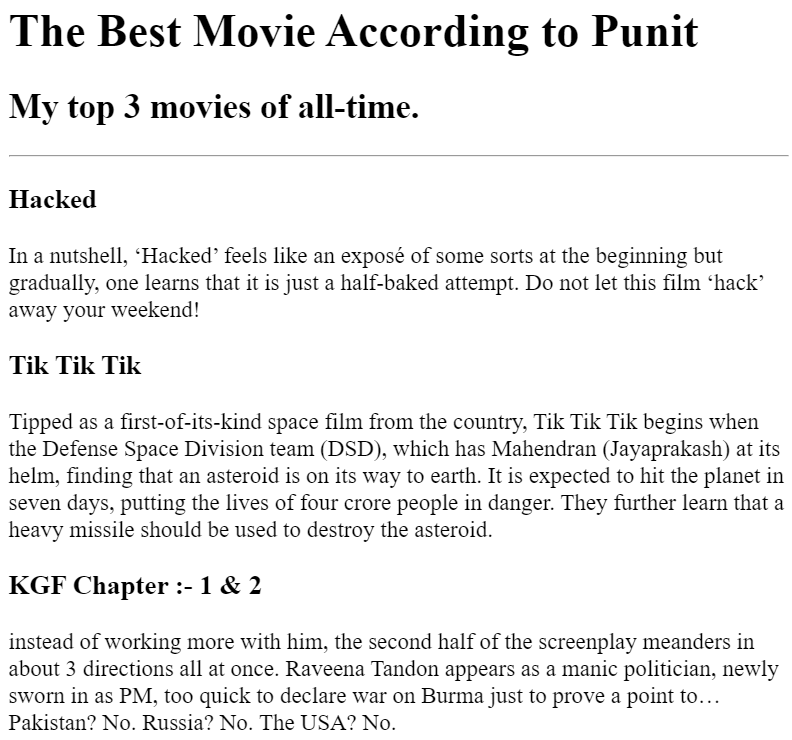 The Best Movie According to Punit
My top 3 movies of all-time.
Hacked
In a nutshell, ‘Hacked’ feels like an exposé of some sorts at the beginning but
gradually, one learns that it is just a half-baked attempt. Do not let this film ‘hack’
away your weekend!
Tik Tik Tik
Tipped as a first-of-its-kind space film from the country, Tik Tik Tik begins when
the Defense Space Division team (DSD), which has Mahendran (Jayaprakash) at its
helm, finding that an asteroid is on its way to earth. It is expected to hit the planet in
seven days, putting the lives of four crore people in danger. They further learn that a
heavy missile should be used to destroy the asteroid.
KGF Chapter :- 1 & 2
instead of working more with him, the second half of the screenplay meanders in
about 3 directions all at once. Raveena Tandon appears as a manic politician, newly
sworn in as PM, too quick to declare war on Burma just to prove a point to…
Pakistan? No. Russia? No. The USA? No.